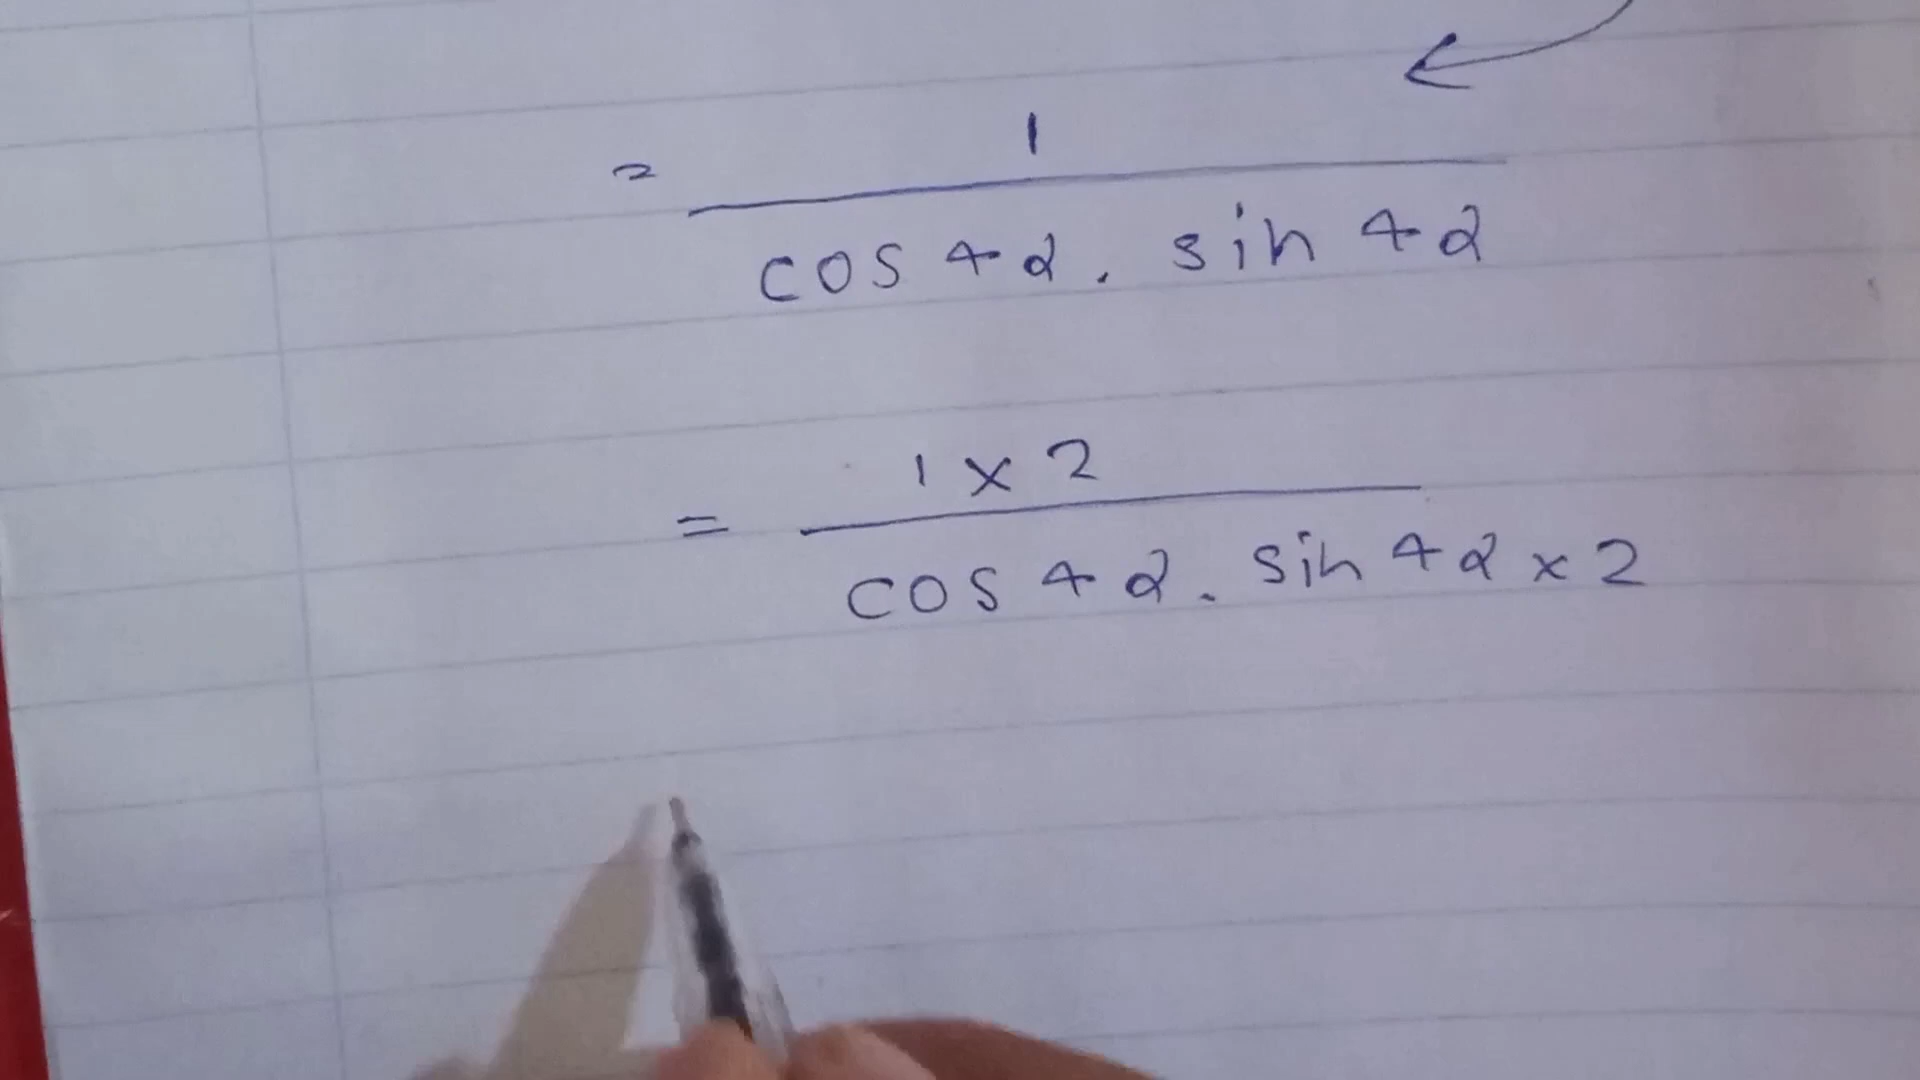 = 1 / cos 4α . sin 4α
= 1 × 2 / cos 4α . sin 4α × 2